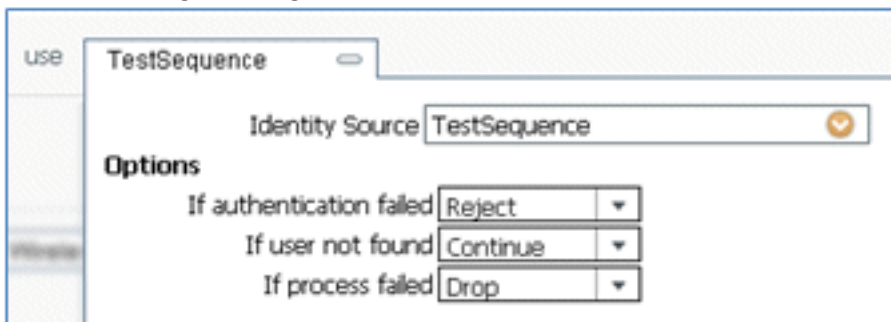 use TestSequence
Identity Source TestSequence
Options
If authentication failed Reject
If user not found Continue
If process failed Drop